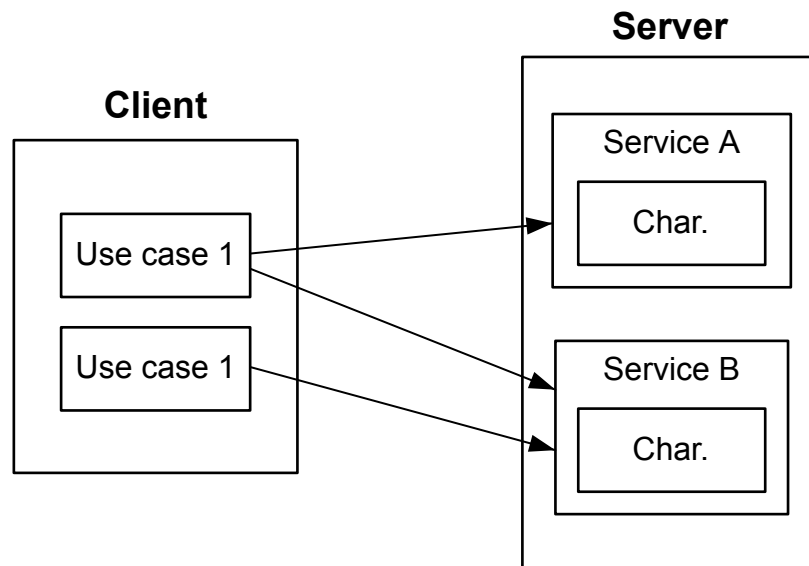 Server
Client
Service A
Char.
Use case 1
Use case 1
Service B
Char.